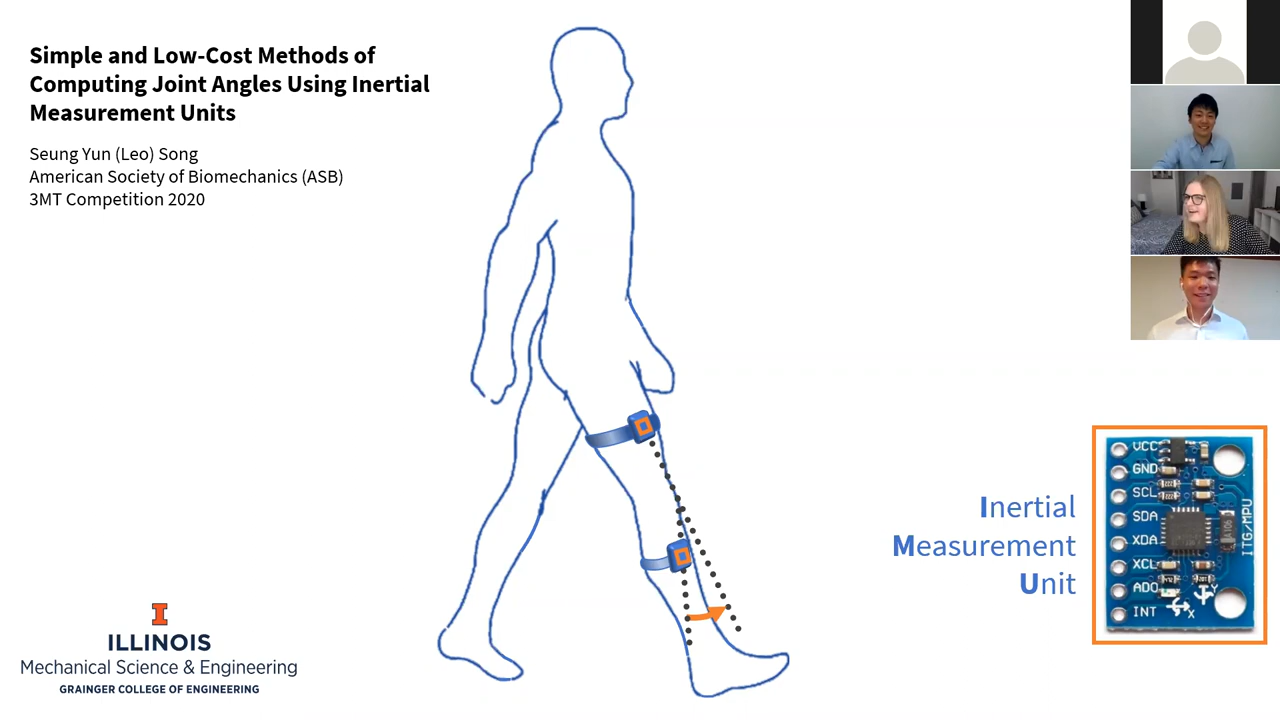 Simple and Low-Cost Methods of
Computing Joint Angles Using Inertial
Measurement Units
Seung Yun (Leo) Song
American Society of Biomechanics (ASB)
3MT Competition 2020
Inertial
Measurement
Unit
VCC
GND
SCL
SDA
XDA
XCL
ADO
INT
ITG/MPU
Y
X
I
ILLINOIS
Mechanical Science & Engineering
GRAINGER COLLEGE OF ENGINEERING